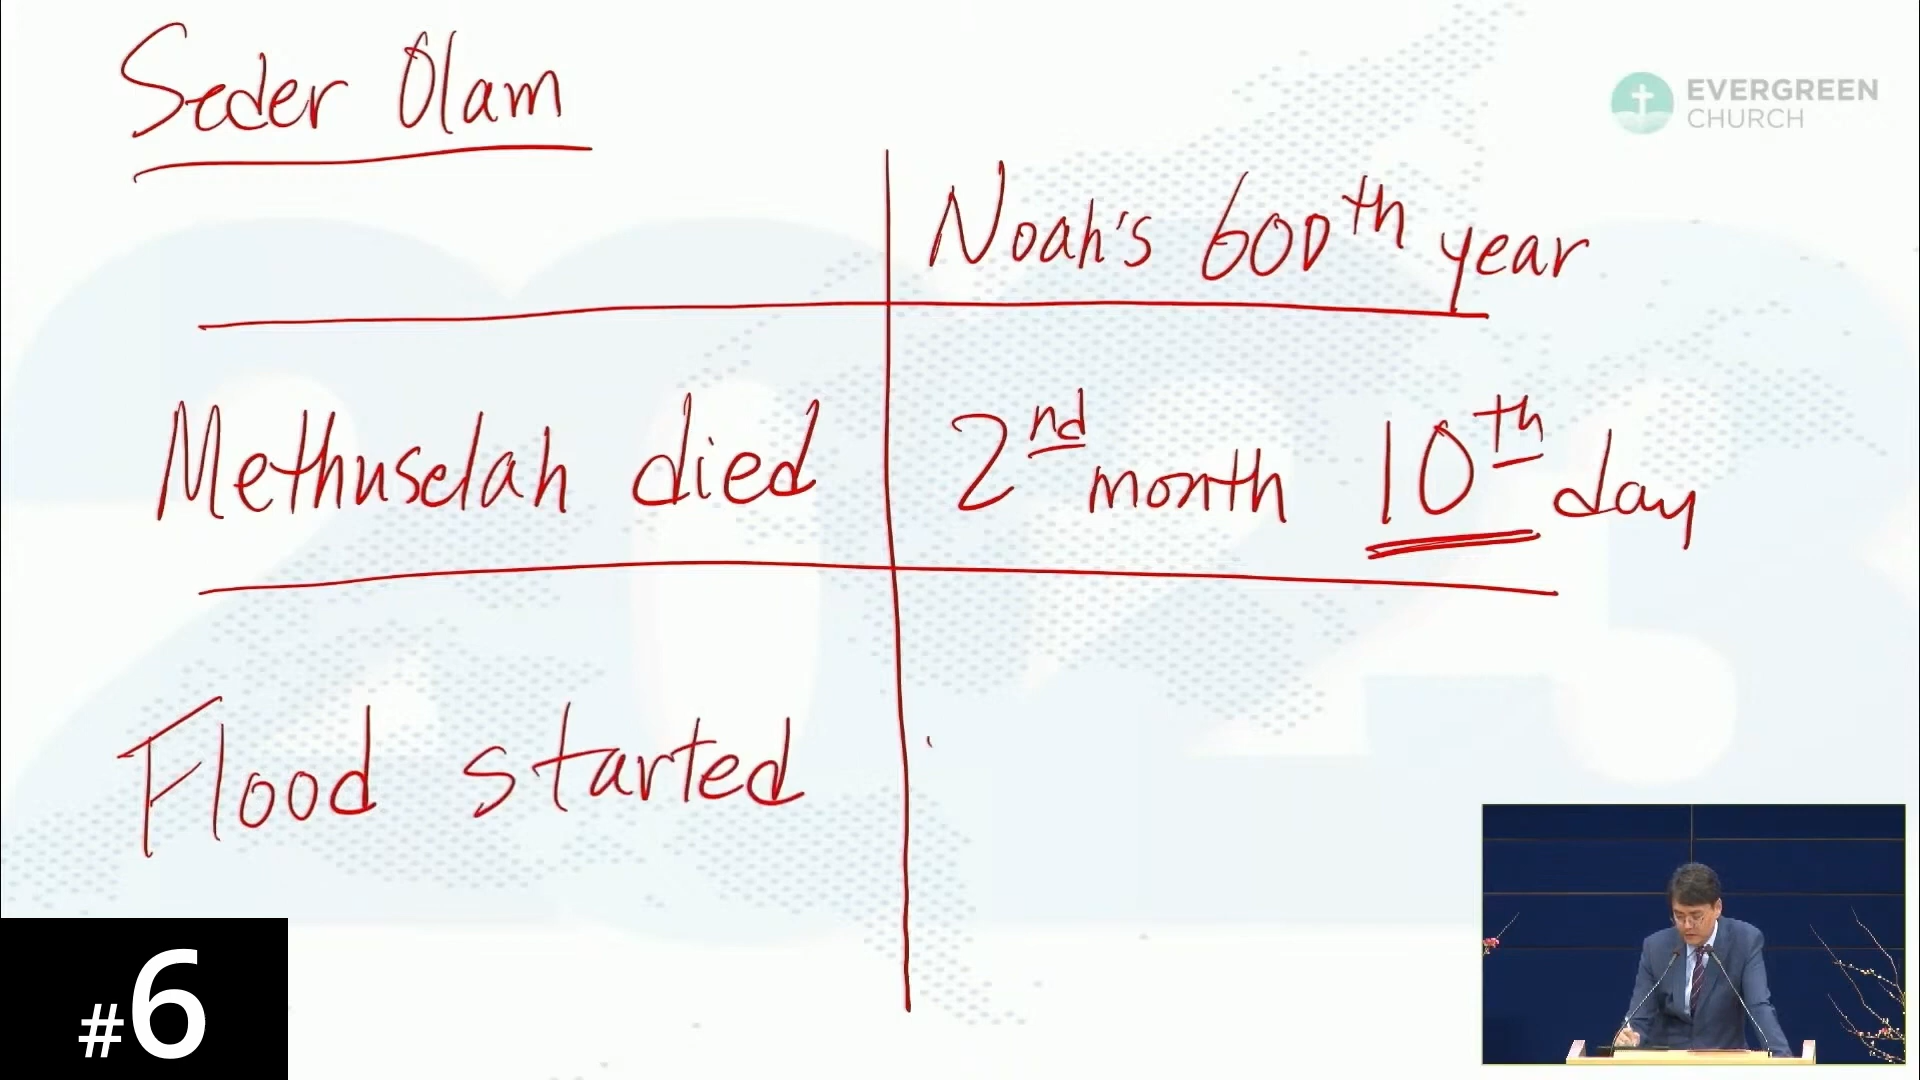 Seder Olam
EVERGREEN
CHURCH
Noah's 600th year
Methuselah died
2nd month 10th day
Flood started
#6